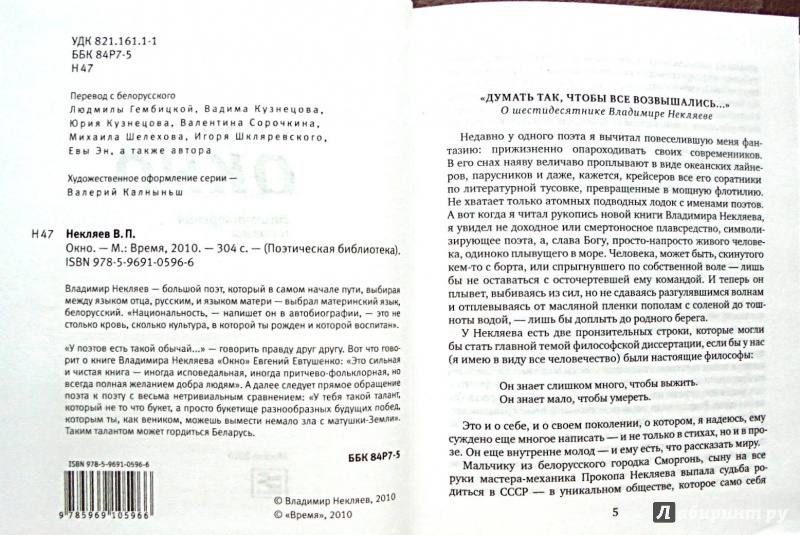 УДК 821.161.1-1
ББК 84Р7-5
Н 47
Перевод с белорусского
Людмилы Гембицкой, Вадима Кузнецова,
Юрия Кузнецова, Валентина Сорочкина,
Михаила Шелехова, Игоря Шкляревского,
Евы Эн, а также автора
Художественное оформление серии —
Валерий Калныньш
Н 47 Некляев В. П.
Окно. — М.: Время, 2010. — 304 с. — (Поэтическая библиотека).
ISBN 978-5-9691-0596-6
Владимир Некляев — большой поэт, который в самом начале пути, выбирая
между языком отца, русским, и языком матери — выбрал материнский язык,
белорусский. «Национальность, — напишет он в автобиографии, — это не
столько кровь, сколько культура, в которой ты рожден и которой воспитан».
«У поэтов есть такой обычай...» — говорить правду друг другу. Вот что гово-
рит о книге Владимира Некляева «Окно» Евгений Евтушенко: «Это сильная
и чистая книга — иногда исповедальная, иногда притчево-фольклорная, но
всегда полная желанием добра людям». А далее следует прямое обращение
поэта к поэту с весьма нетривиальным сравнением: «У тебя такой талант,
который не то что букет, а просто букетище разнообразных будущих побед,
которым ты, как веником, можешь вымести немало зла с матушки-Земли».
Таким талантом может гордиться Беларусь.
ББК 84Р7-5
ISBN 978-5-9691-0596-6
9 785969 105966
© Владимир Некляев, 2010
© «Время», 2010
«ДУМАТЬ ТАК, ЧТОБЫ ВСЕ ВОЗВЫШАЛИСЬ...»
О шестидесятнике Владимире Некляеве
Недавно у одного поэта я вычитал повеселившую меня фан-
тазию: прижизненно опароходивать своих современников.
В его снах наяву величаво проплывают в виде океанских лайне-
ров, парусников и даже, кажется, крейсеров все его соратники
по литературной тусовке, превращенные в мощную флотилию.
Не хватает только атомных подводных лодок с именами поэтов.
А вот когда я читал рукопись новой книги Владимира Некляева,
я увидел не доходное или смертоносное плавсредство, символи-
зирующее поэта, а, слава Богу, просто-напросто живого челове-
ка, одиноко плывущего в море. Человека, может быть, скинутого
кем-то с борта, или спрыгнувшего по собственной воле — лишь
бы не оставаться с осточертевшей ему командой. И теперь он
плывет, выбиваясь из сил, но не сдаваясь разгулявшимся волнам
и отплевываясь от масляной пленки пополам с соленой до тош-
ноты водой, — лишь бы доплыть до родного берега.
У Некляева есть две пронзительных строки, которые могли
бы стать главной темой философской диссертации, если бы у нас
(я имею в виду все человечество) были настоящие философы:
Он знает слишком много, чтобы выжить.
Он знает мало, чтобы умереть.
Это и о себе, и о своем поколении, о котором, я надеюсь, ему
суждено еще многое написать — и не только в стихах, но и в про-
зе. Он еще внутренне молод — и ему есть, что рассказать миру.
Мальчику из белорусского городка Сморгонь, сыну на все
руки мастера-механика Прокопа Некляева выпала судьба ро-
диться в СССР — в уникальном обществе, которое само себя
5
Лабиринт.ру